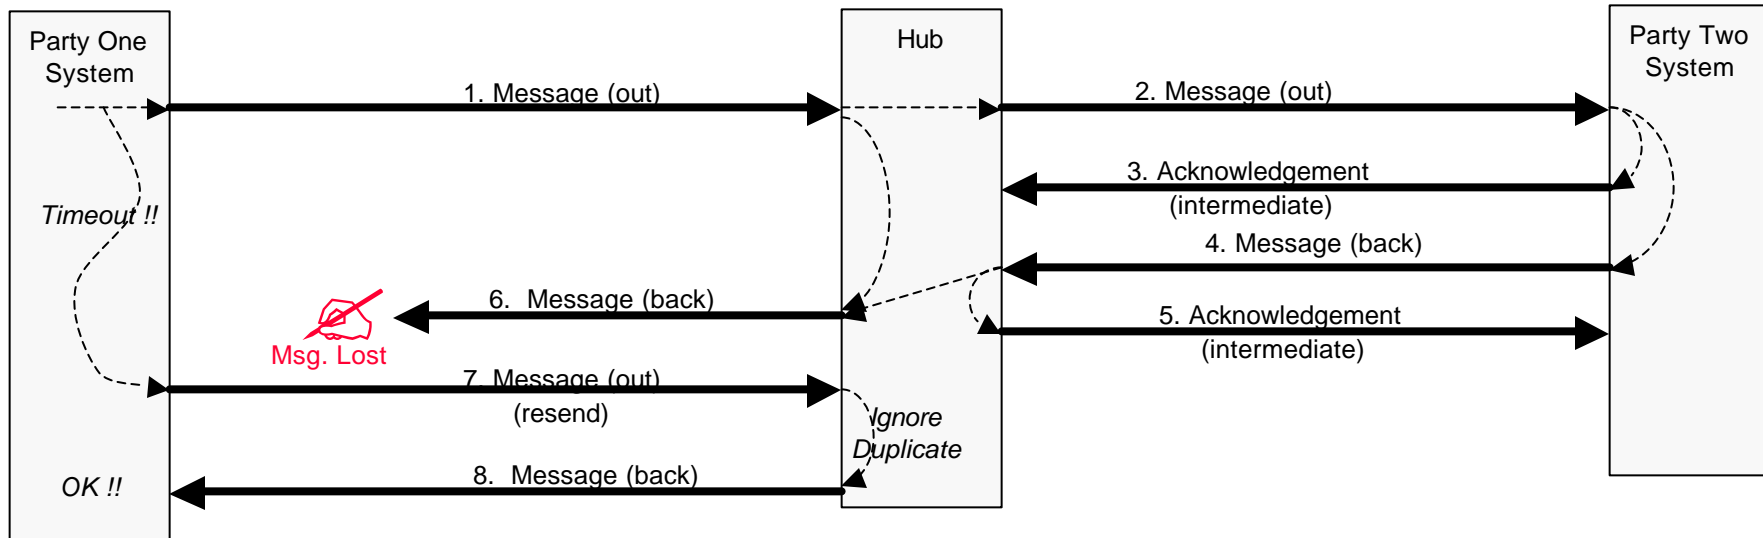 Party One
System
Hub
Party Two
System
1. Message (out)
2. Message (out)
3. Acknowledgement
(intermediate)
Timeout !!
4. Message (back)
6. Message (back)
5. Acknowledgement
(intermediate)
Msg. Lost
7. Message (out)
(resend)
Ignore
Duplicate
8. Message (back)
OK !!